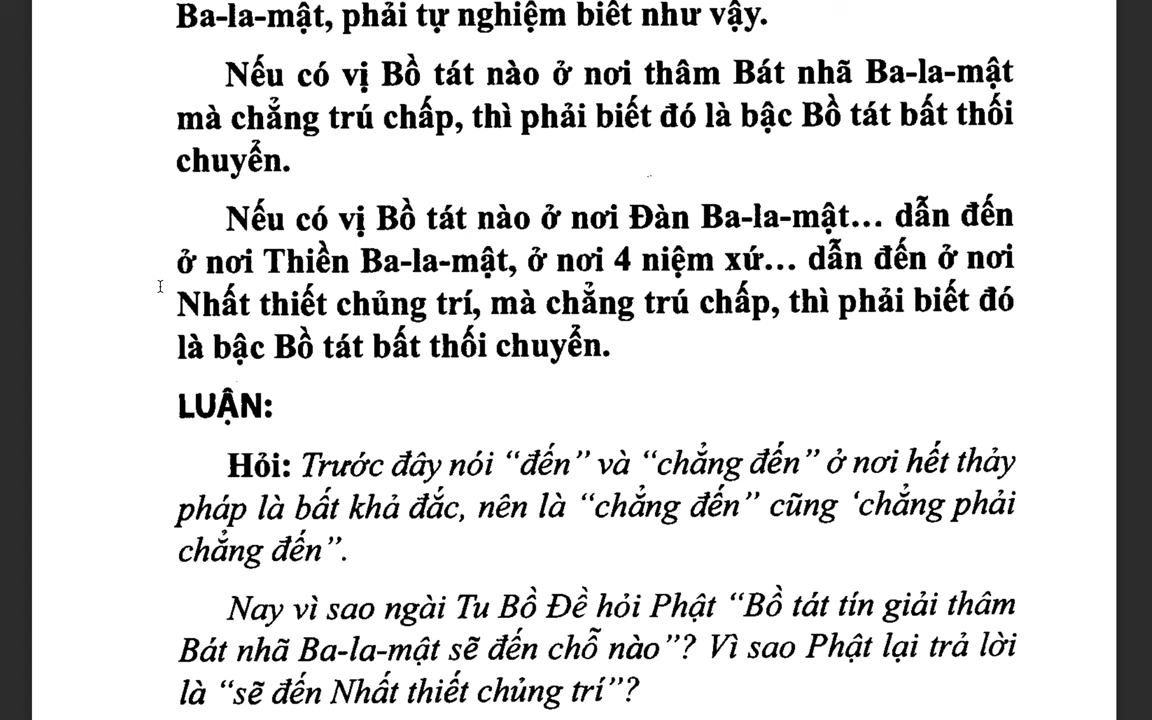 Ba-la-mật, phải tự nghiệm biết như vậy.
Nếu có vị Bồ tát nào ở nơi thâm Bát nhã Ba-la-mật
mà chẳng trú chấp, thì phải biết đó là bậc Bồ tát bất thối
chuyển.
Nếu có vị Bồ tát nào ở nơi Đàn Ba-la-mật... dẫn đến
ở nơi Thiền Ba-la-mật, ở nơi 4 niệm xứ... dẫn đến ở nơi
Nhất thiết chủng trí, mà chẳng trú chấp, thì phải biết đó
là bậc Bồ tát bất thối chuyển.
LUẬN:
Hỏi: Trước đây nói “đến” và “chẳng đến” ở nơi hết thảy
pháp là bất khả đắc, nên là “chẳng đến” cũng ‘chẳng phải
chẳng đến”.
Nay vì sao ngài Tu Bồ Đề hỏi Phật “Bồ tát tín giải thâm
Bát nhã Ba-la-mật sẽ đến chỗ nào”? Vì sao Phật lại trả lời
là “sẽ đến Nhất thiết chủng trí”?